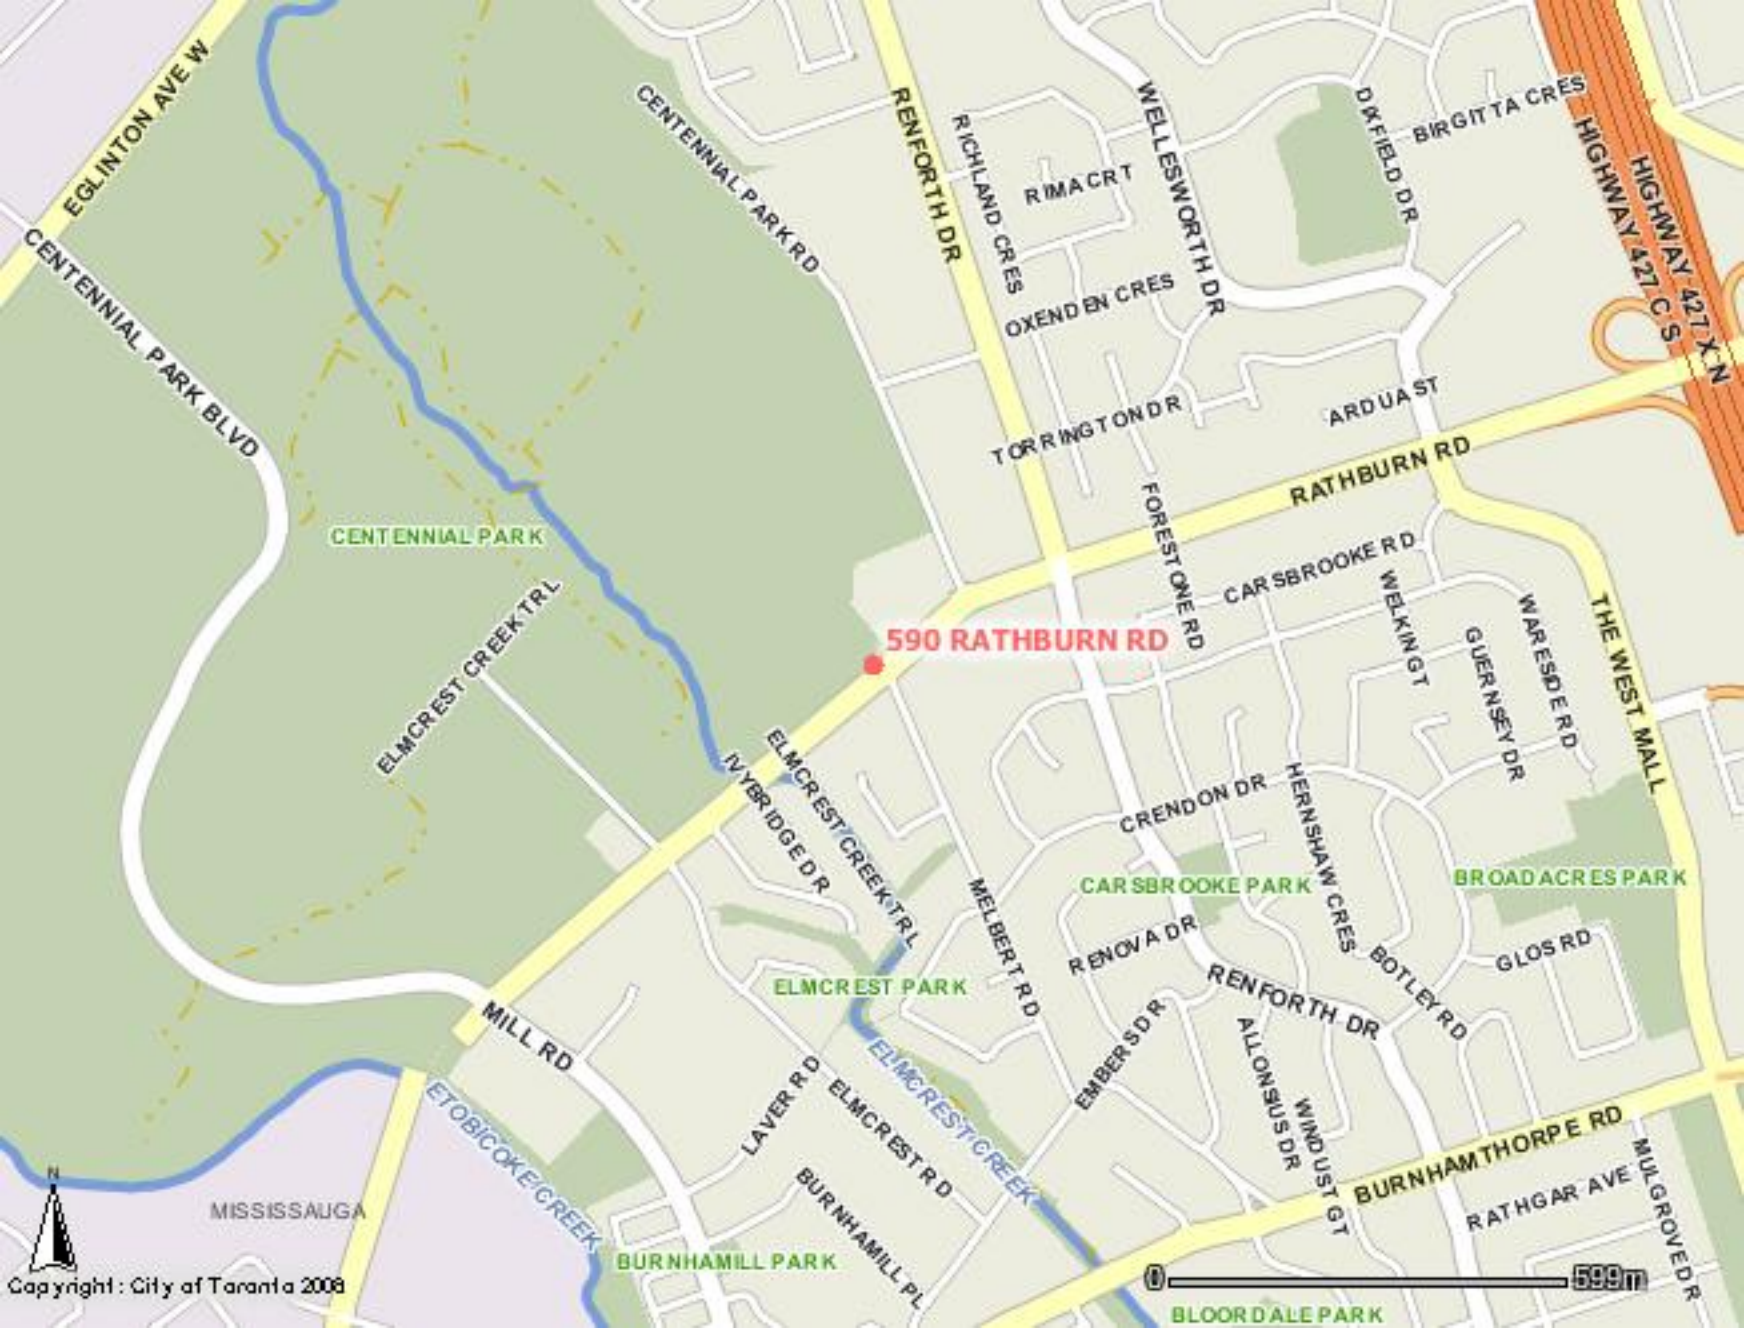 EGLINTON AVE W
CENTENNIAL PARK RD
RENFORTH DR
RICHLAND CRES
RIMA CRT
WELLESWORTH DR
DIXFIELD DR
BIRGITTA CRES
HIGHWAY 427 C S
HIGHWAY 427 X N
CENTENNIAL PARK BLVD
OXENDEN CRES
TORRINGTON DR
ARDUA ST
RATHBURN RD
CENTENNIAL PARK
FORESTONE RD
CARSBROOKE RD
WELKIN GT
GUERNSEY DR
WARESIDE RD
THE WEST MALL
ELMCREST CREEK TRL
590 RATHBURN RD
IVYBRIDGE DR
ELMCREST CREEK TRL
CRENDON DR
HERNSHAW CRES
MELBERT RD
CARSBROOKE PARK
BROADACRES PARK
RENOVA DR
GLOS RD
BOTLEY RD
ELMCREST PARK
RENFORTH DR
MILL RD
EMBERS DR
ALLONSIUS DR
WINDUST GT
ELMCREST CREEK
LAVER RD
ELMCREST RD
ETOBICOKE CREEK
BURNHAMTHORPE RD
MULGROVE DR
RATHGAR AVE
N
MISSISSAUGA
BURNHAMILL PL
BURNHAMILL PARK
Copyright : City of Toronto 2008
0 599m
BLOORDALE PARK